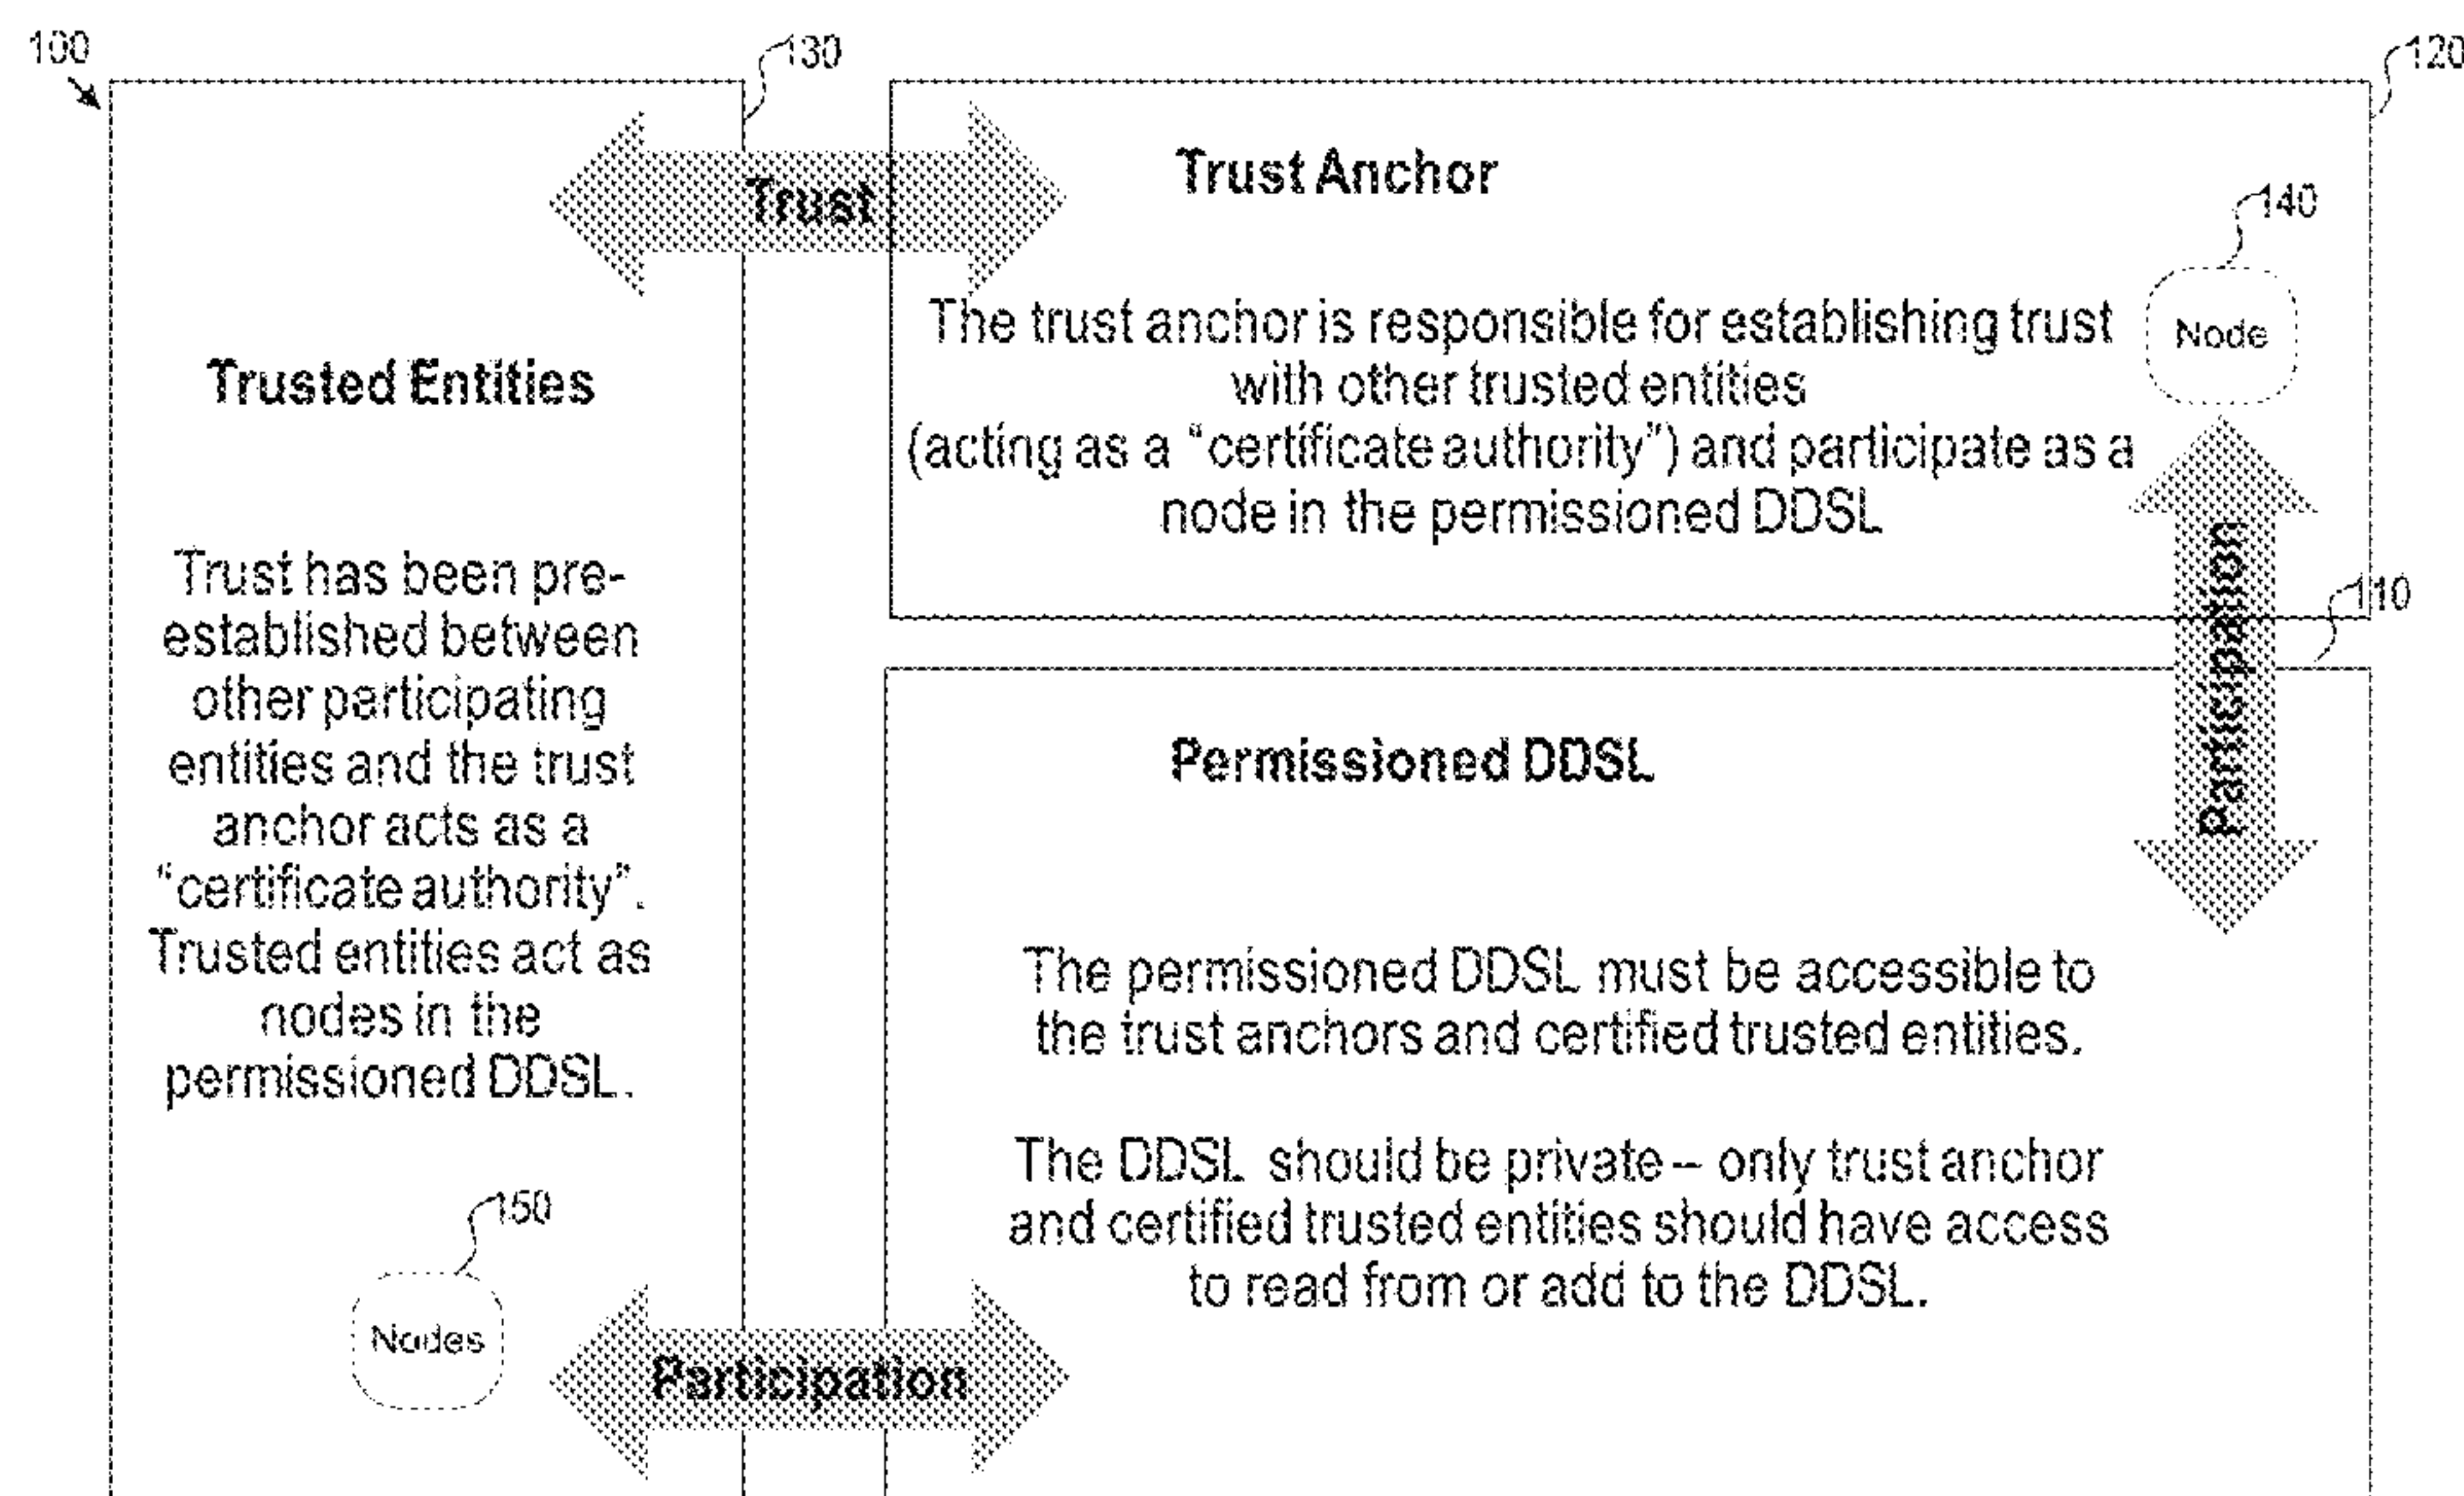 100
130
120
Trust
Trust Anchor
140
Node
The trust anchor is responsible for establishing trust
with other trusted entities
(acting as a “certificate authority”) and participate as a
node in the permissioned DDSL
Trusted Entities
Trust has been pre-
established between
other participating
entities and the trust
anchor acts as a
“certificate authority”.
Trusted entities act as
nodes in the
permissioned DDSL.
Participation
110
Permissioned DDSL
The permissioned DDSL must be accessible to
the trust anchors and certified trusted entities.
The DDSL should be private – only trust anchor
and certified trusted entities should have access
to read from or add to the DDSL.
150
Nodes
Participation